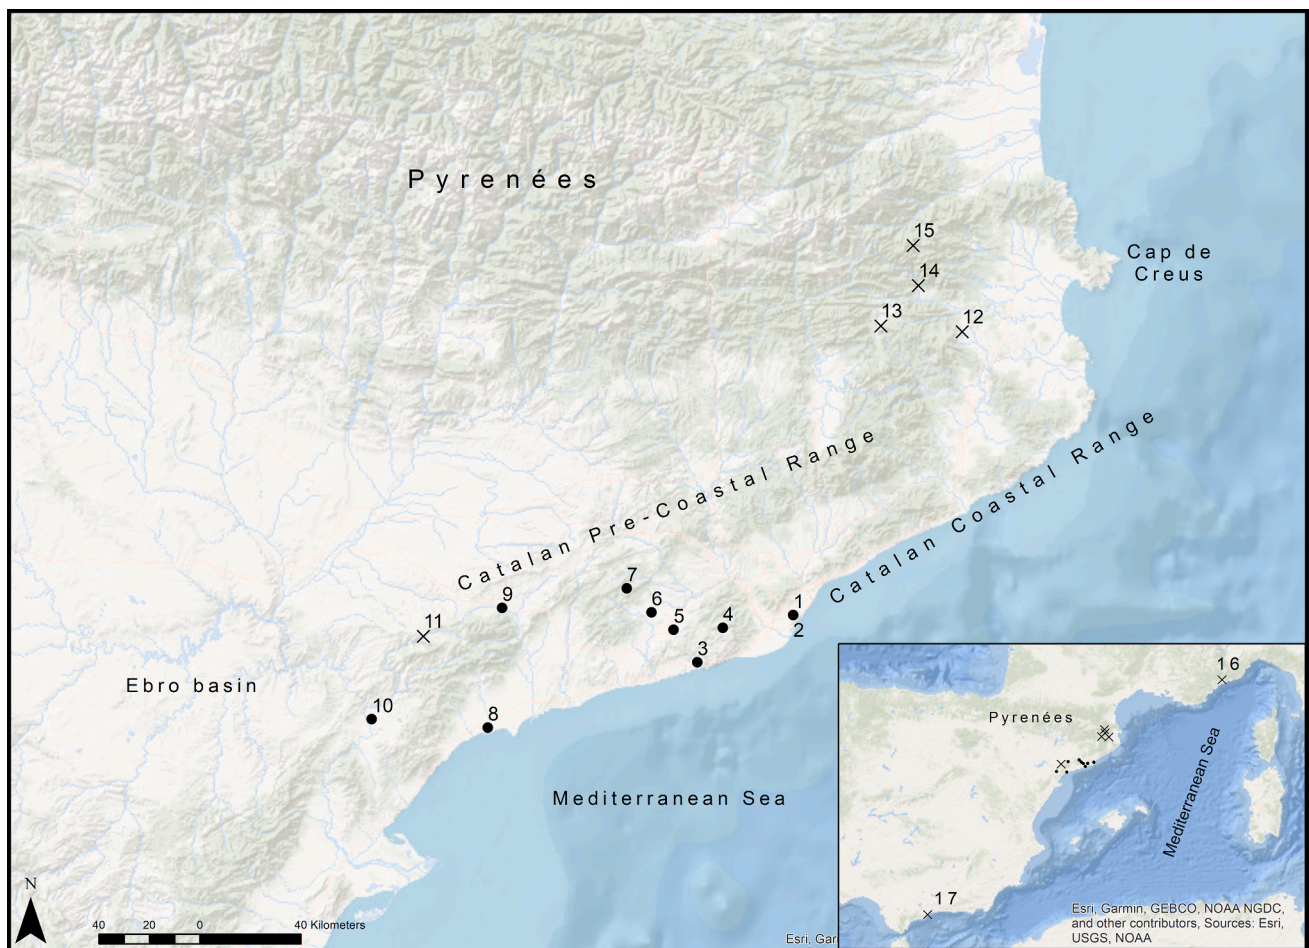 Pyrenées
15
Cap de
Creus
14
13
12
Catalan Pre-Coastal Range
Catalan Coastal Range
7
9
6
1
5
4
2
11
3
Ebro basin
10
8
Mediterranean Sea
N
40 20 0 40 Kilometers
Esri, Gar
16
Pyrenées
Mediterranean Sea
17
Esri, Garmin, GEBCO, NOAA NGDC,
and other contributors, Sources: Esri,
USGS, NOAA